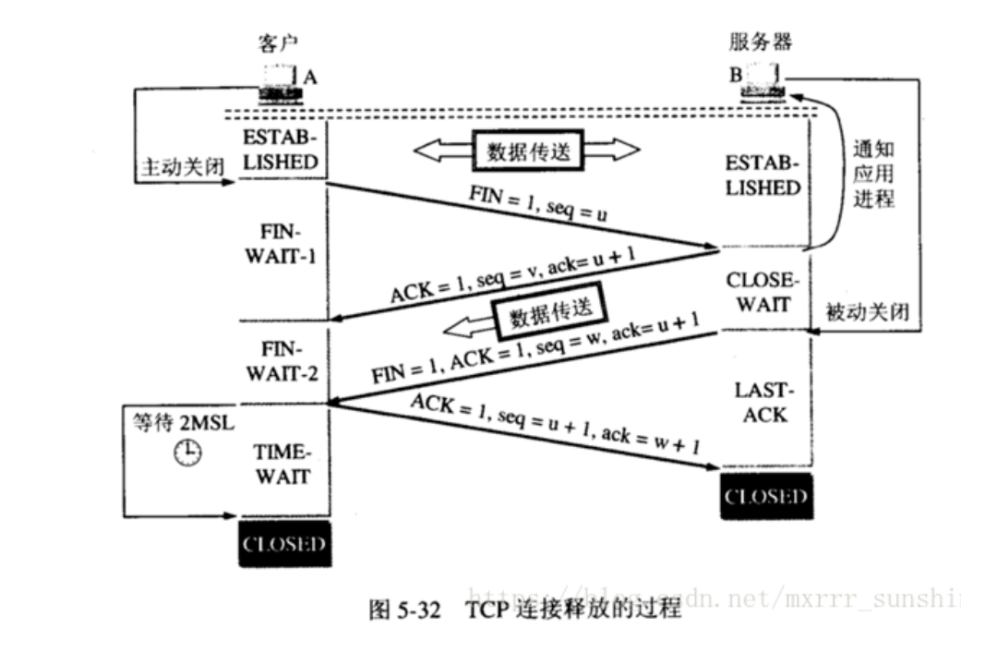 客户
服务器
A
B
ESTAB-
LISHED
数据传送
ESTAB-
LISHED
通知
应用
进程
主动关闭
FIN = 1, seq = u
FIN-
WAIT-1
ACK = 1, seq = v, ack= u + 1
CLOSE-
WAIT
数据传送
被动关闭
FIN-
WAIT-2
FIN = 1, ACK = 1, seq = w, ack= u + 1
LAST-
ACK
等待 2MSL
ACK = 1, seq = u + 1, ack = w + 1
TIME-
WAIT
CLOSED
CLOSED
图 5-32 TCP 连接释放的过程
https://blog.csdn.net/mxrrr_sunshi